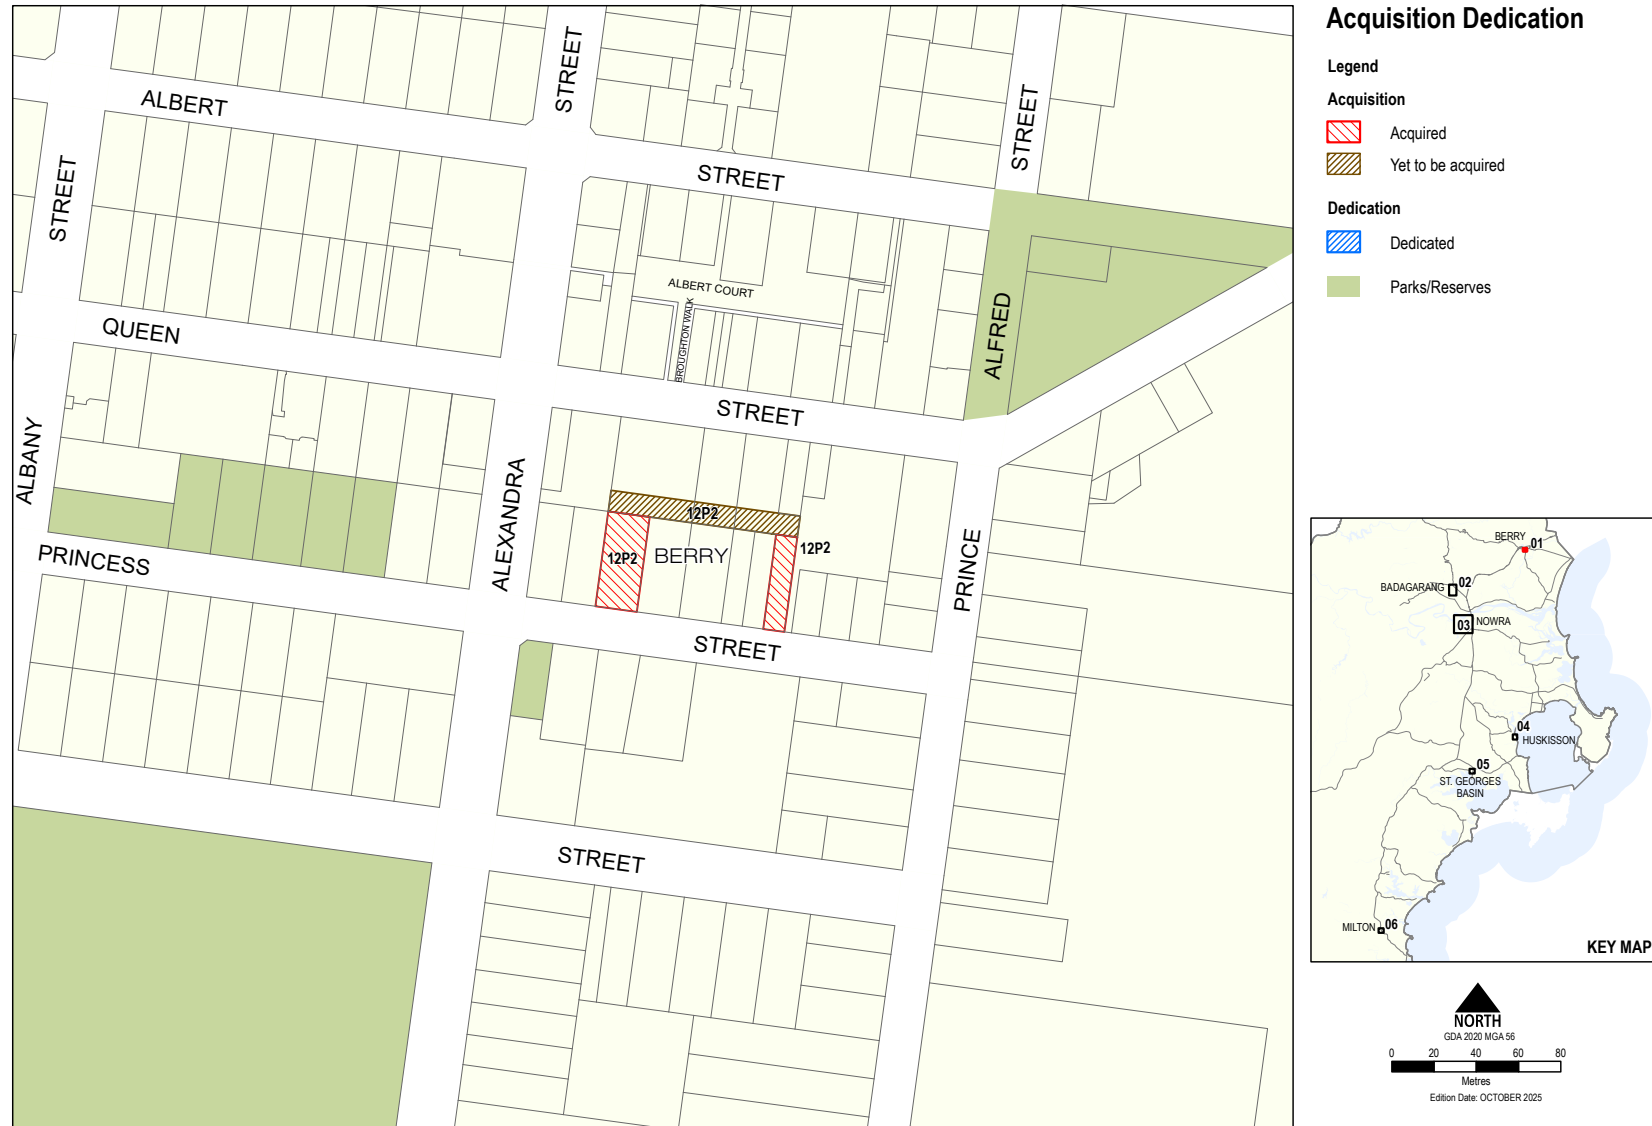 Acquisition Dedication
Legend
Acquisition
Acquired
Yet to be acquired
Dedication
Dedicated
Parks/Reserves
ALBERT
STREET
STREET
STREET
STREET
STREET
ALBERT COURT
BROUGHTON WALK
ALFRED
QUEEN
STREET
ALBANY
ALEXANDRA
PRINCE
12P2
12P2
12P2
BERRY
PRINCESS
STREET
STREET
BERRY
01
BADAGARANG
02
03
NOWRA
04
HUSKISSON
05
ST. GEORGES
BASIN
MILTON
06
KEY MAP
NORTH
GDA 2020 MGA 56
0 20 40 60 80
Metres
Edition Date: OCTOBER 2025